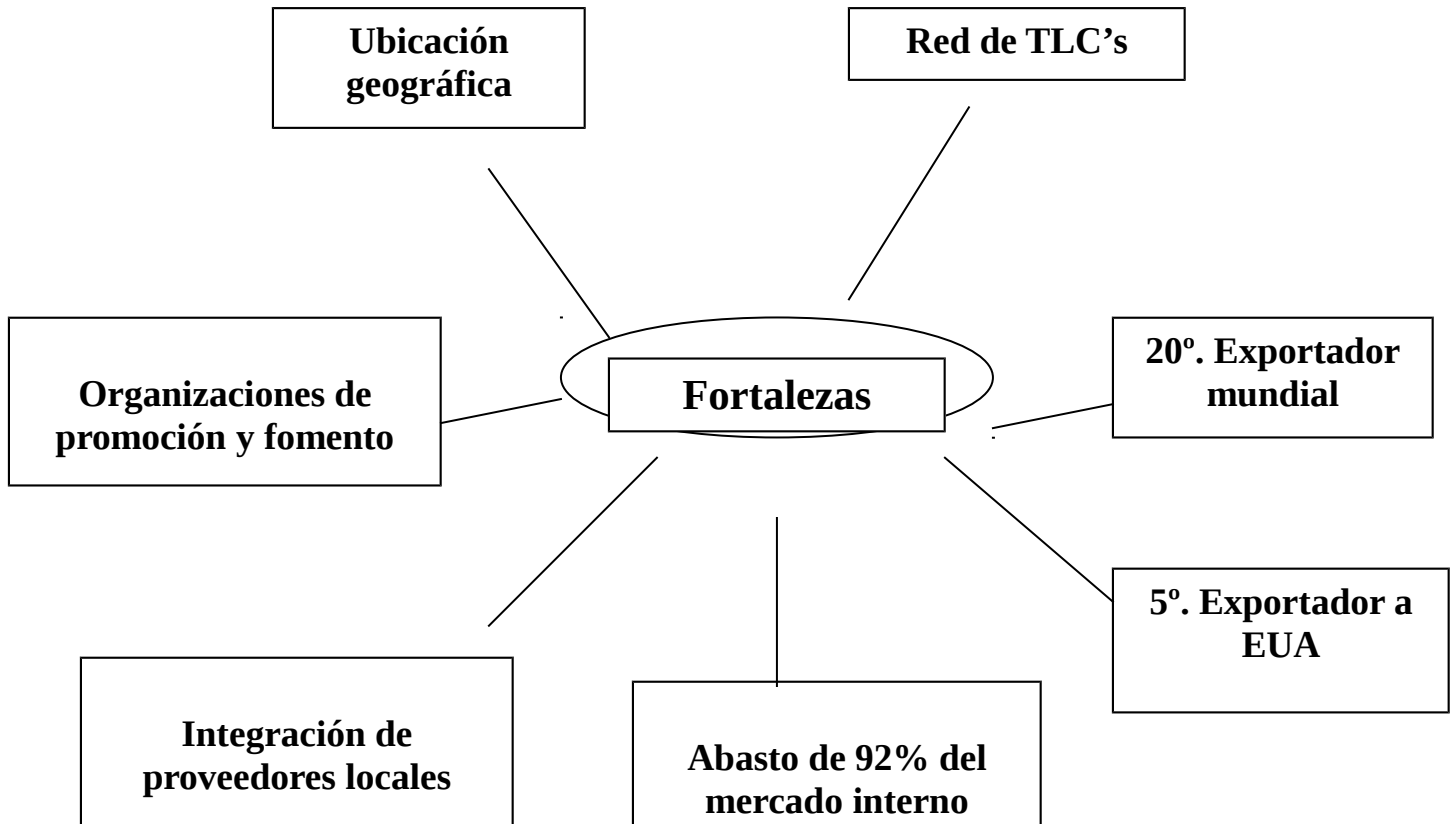 Ubicación
geográfica
Red de TLC’s
Organizaciones de
promoción y fomento
Fortalezas
20º. Exportador
mundial
5º. Exportador a
EUA
Integración de
proveedores locales
Abasto de 92% del
mercado interno